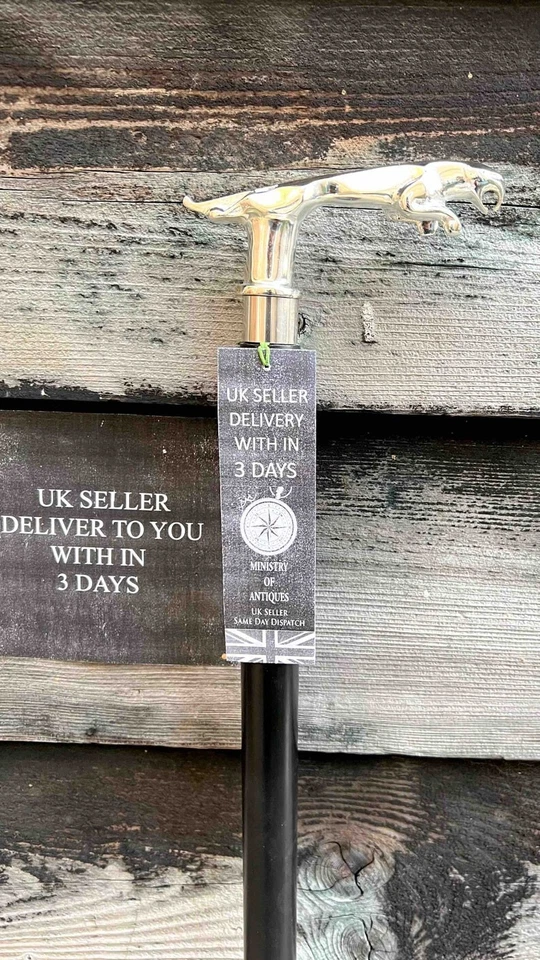 UK SELLER
DELIVERY
WITH IN
3 DAYS
MINISTRY
OF
ANTIQUES
UK SELLER
SAME DAY DISPATCH
UK SELLER
DELIVER TO YOU
WITH IN
3 DAYS